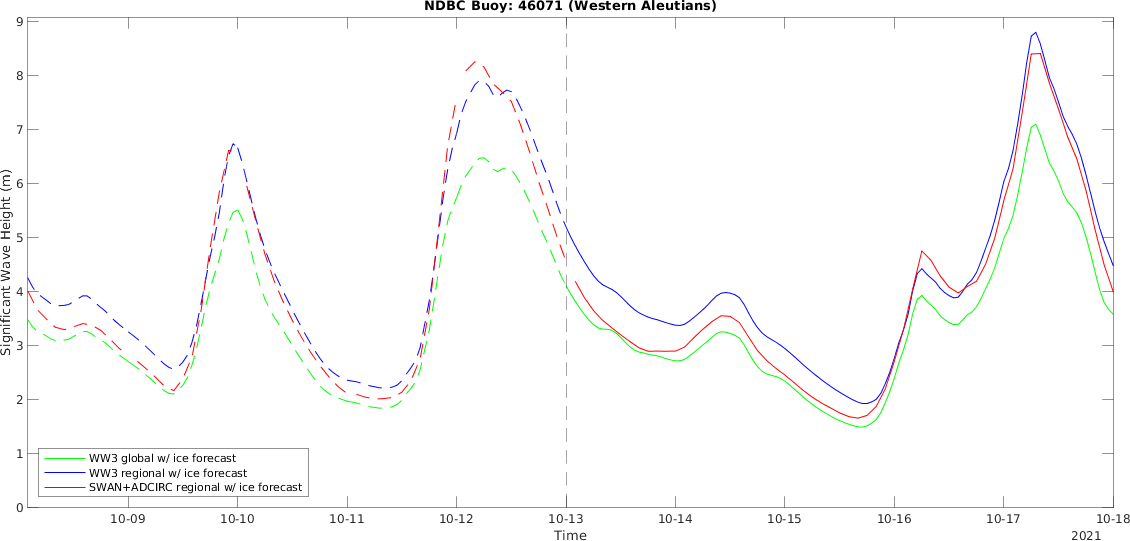 NDBC Buoy: 46071 (Western Aleutians)
9
8
7
6
5
4
3
2
1
0
Significant Wave Height (m)
WW3 global w/ ice forecast
WW3 regional w/ ice forecast
SWAN+ADCIRC regional w/ ice forecast
10-09 10-10 10-11 10-12 10-13 10-14 10-15 10-16 10-17 10-18
Time
2021